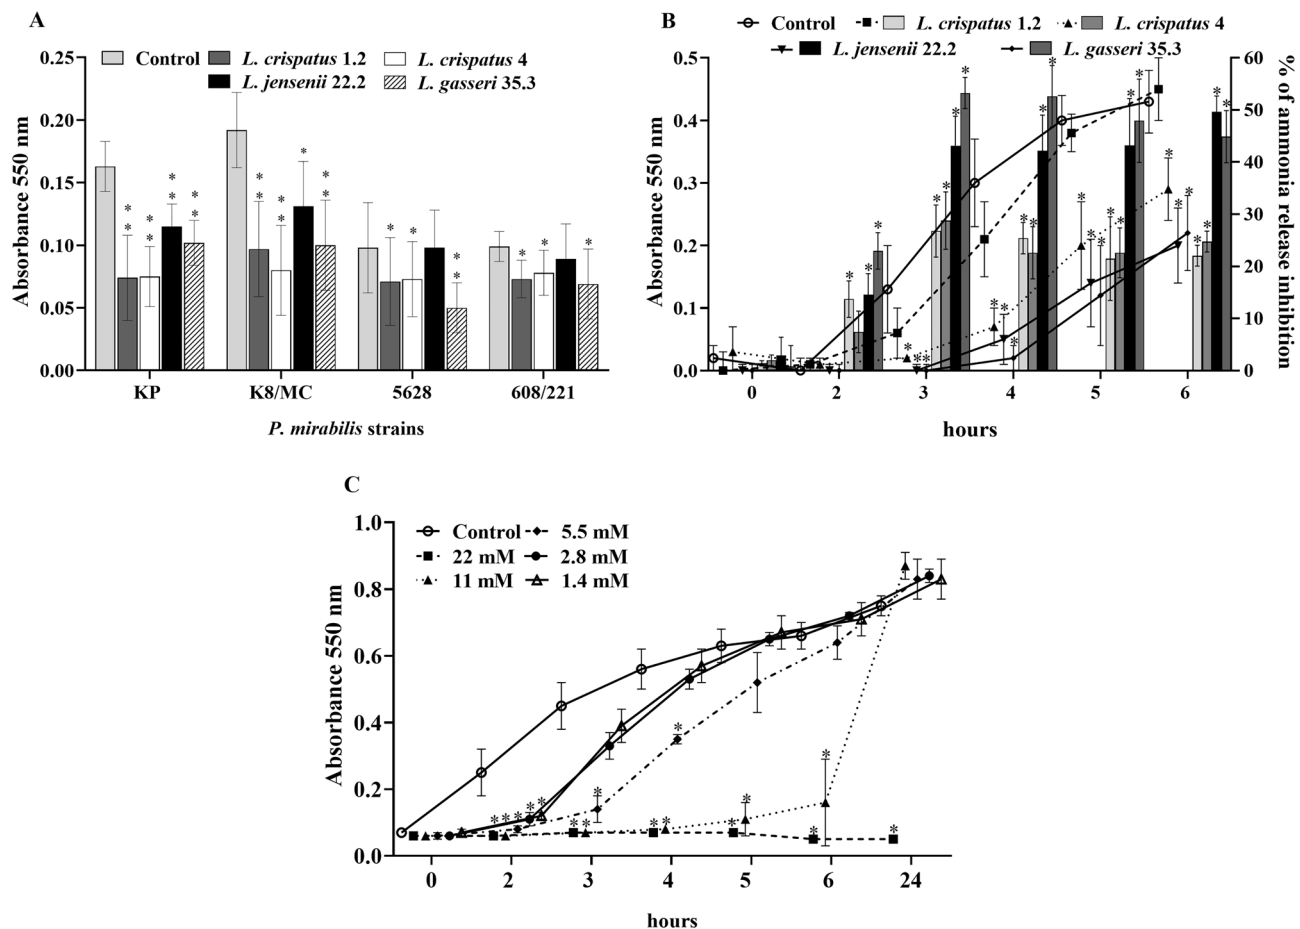 A
Control L. crispatus 1.2 L. crispatus 4
L. jensenii 22.2 L. gasseri 35.3
Absorbance 550 nm
0.25
0.20
0.15
0.10
0.05
0.00
* * * * * * * *
* * * * * * *
* * * *
* * *
KP K8/MC 5628 608/221
P. mirabilis strains
B
Control L. crispatus 1.2 L. crispatus 4
L. jensenii 22.2 L. gasseri 35.3
Absorbance 550 nm
0.5
0.4
0.3
0.2
0.1
0.0
% of ammonia release inhibition
60
50
40
30
20
10
0
0 2 3 4 5 6
hours
C
Control 5.5 mM
22 mM 2.8 mM
11 mM 1.4 mM
Absorbance 550 nm
1.0
0.8
0.6
0.4
0.2
0.0
0 2 3 4 5 6 24
hours